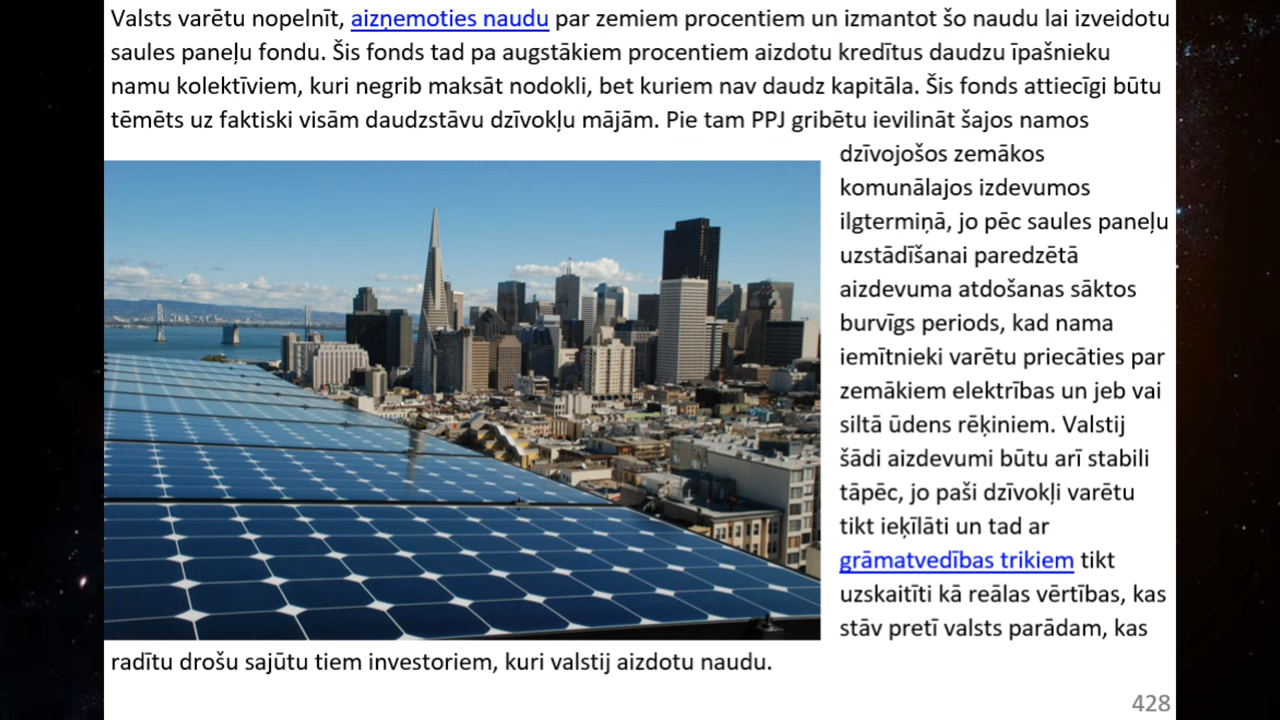 Valsts varētu nopelnīt, aizņemoties naudu par zemiem procentiem un izmantot šo naudu lai izveidotu
saules paneļu fondu. Šis fonds tad pa augstākiem procentiem aizdotu kredītus daudzu īpašnieku
namu kolektīviem, kuri negrib maksāt nodokli, bet kuriem nav daudz kapitāla. Šis fonds attiecīgi būtu
tēmēts uz faktiski visām daudzstāvu dzīvokļu mājām. Pie tam PPJ gribētu ievilināt šajos namos
dzīvojošos zemākos
komunālajos izdevumos
ilgtermiņā, jo pēc saules paneļu
uzstādīšanai paredzētā
aizdevuma atdošanas sāktos
burvīgs periods, kad nama
iemītnieki varētu priecāties par
zemākiem elektrības un jeb vai
siltā ūdens rēķiniem. Valstij
šādi aizdevumi būtu arī stabili
tāpēc, jo paši dzīvokļi varētu
tikt ieķīlāti un tad ar
grāmatvedības trikiem tikt
uzskaitīti kā reālas vērtības, kas
stāv pretī valsts parādam, kas
radītu drošu sajūtu tiem investoriem, kuri valstij aizdotu naudu.
428